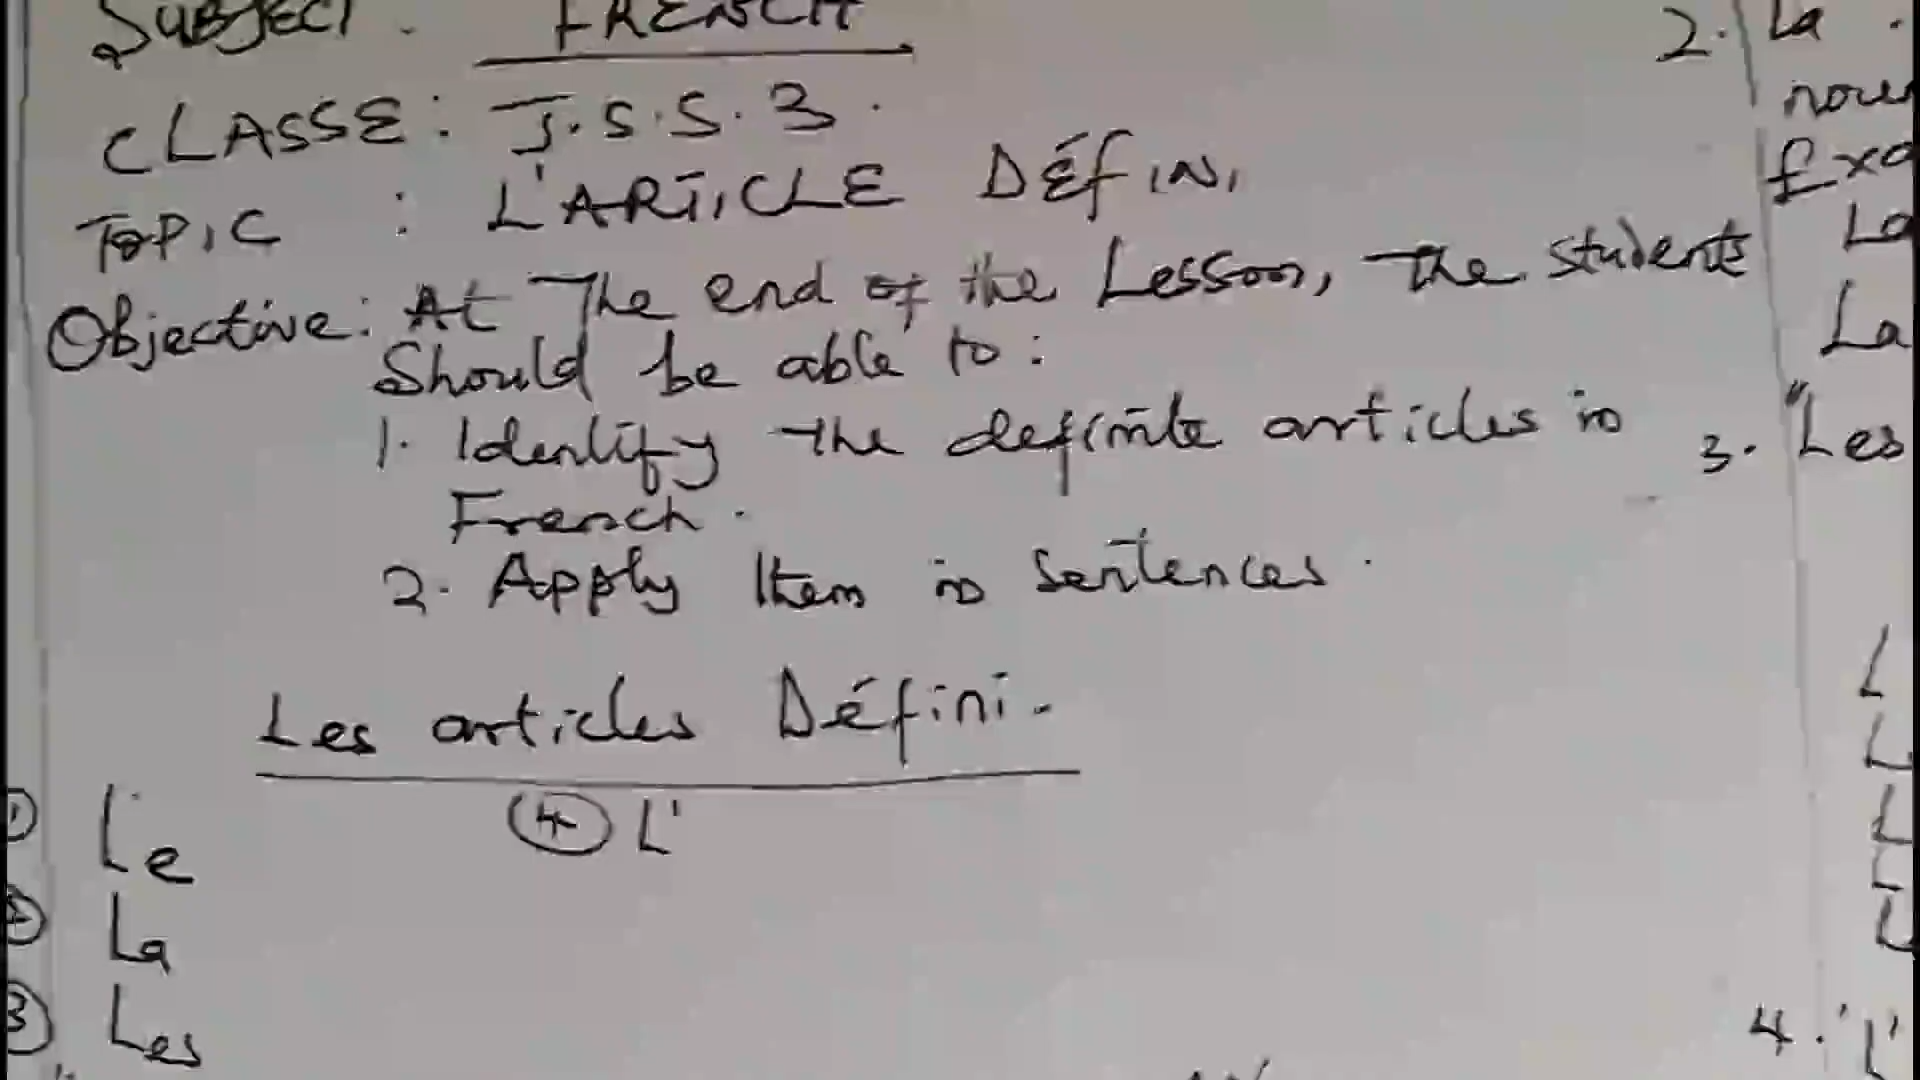 SUBJECT. FRENCH
CLASSE: J.S.S.3.
TOPIC : L'ARTICLE DÉFINI
Objective: At The end of the Lesson, the students
Should be able to:
1. Identify the definite articles in
French.
2. Apply them in Sentences.
Les articles Défini.
① Le
④ L'
② La
③ Les
2. La
La
La
3. "Les
4. 'L'